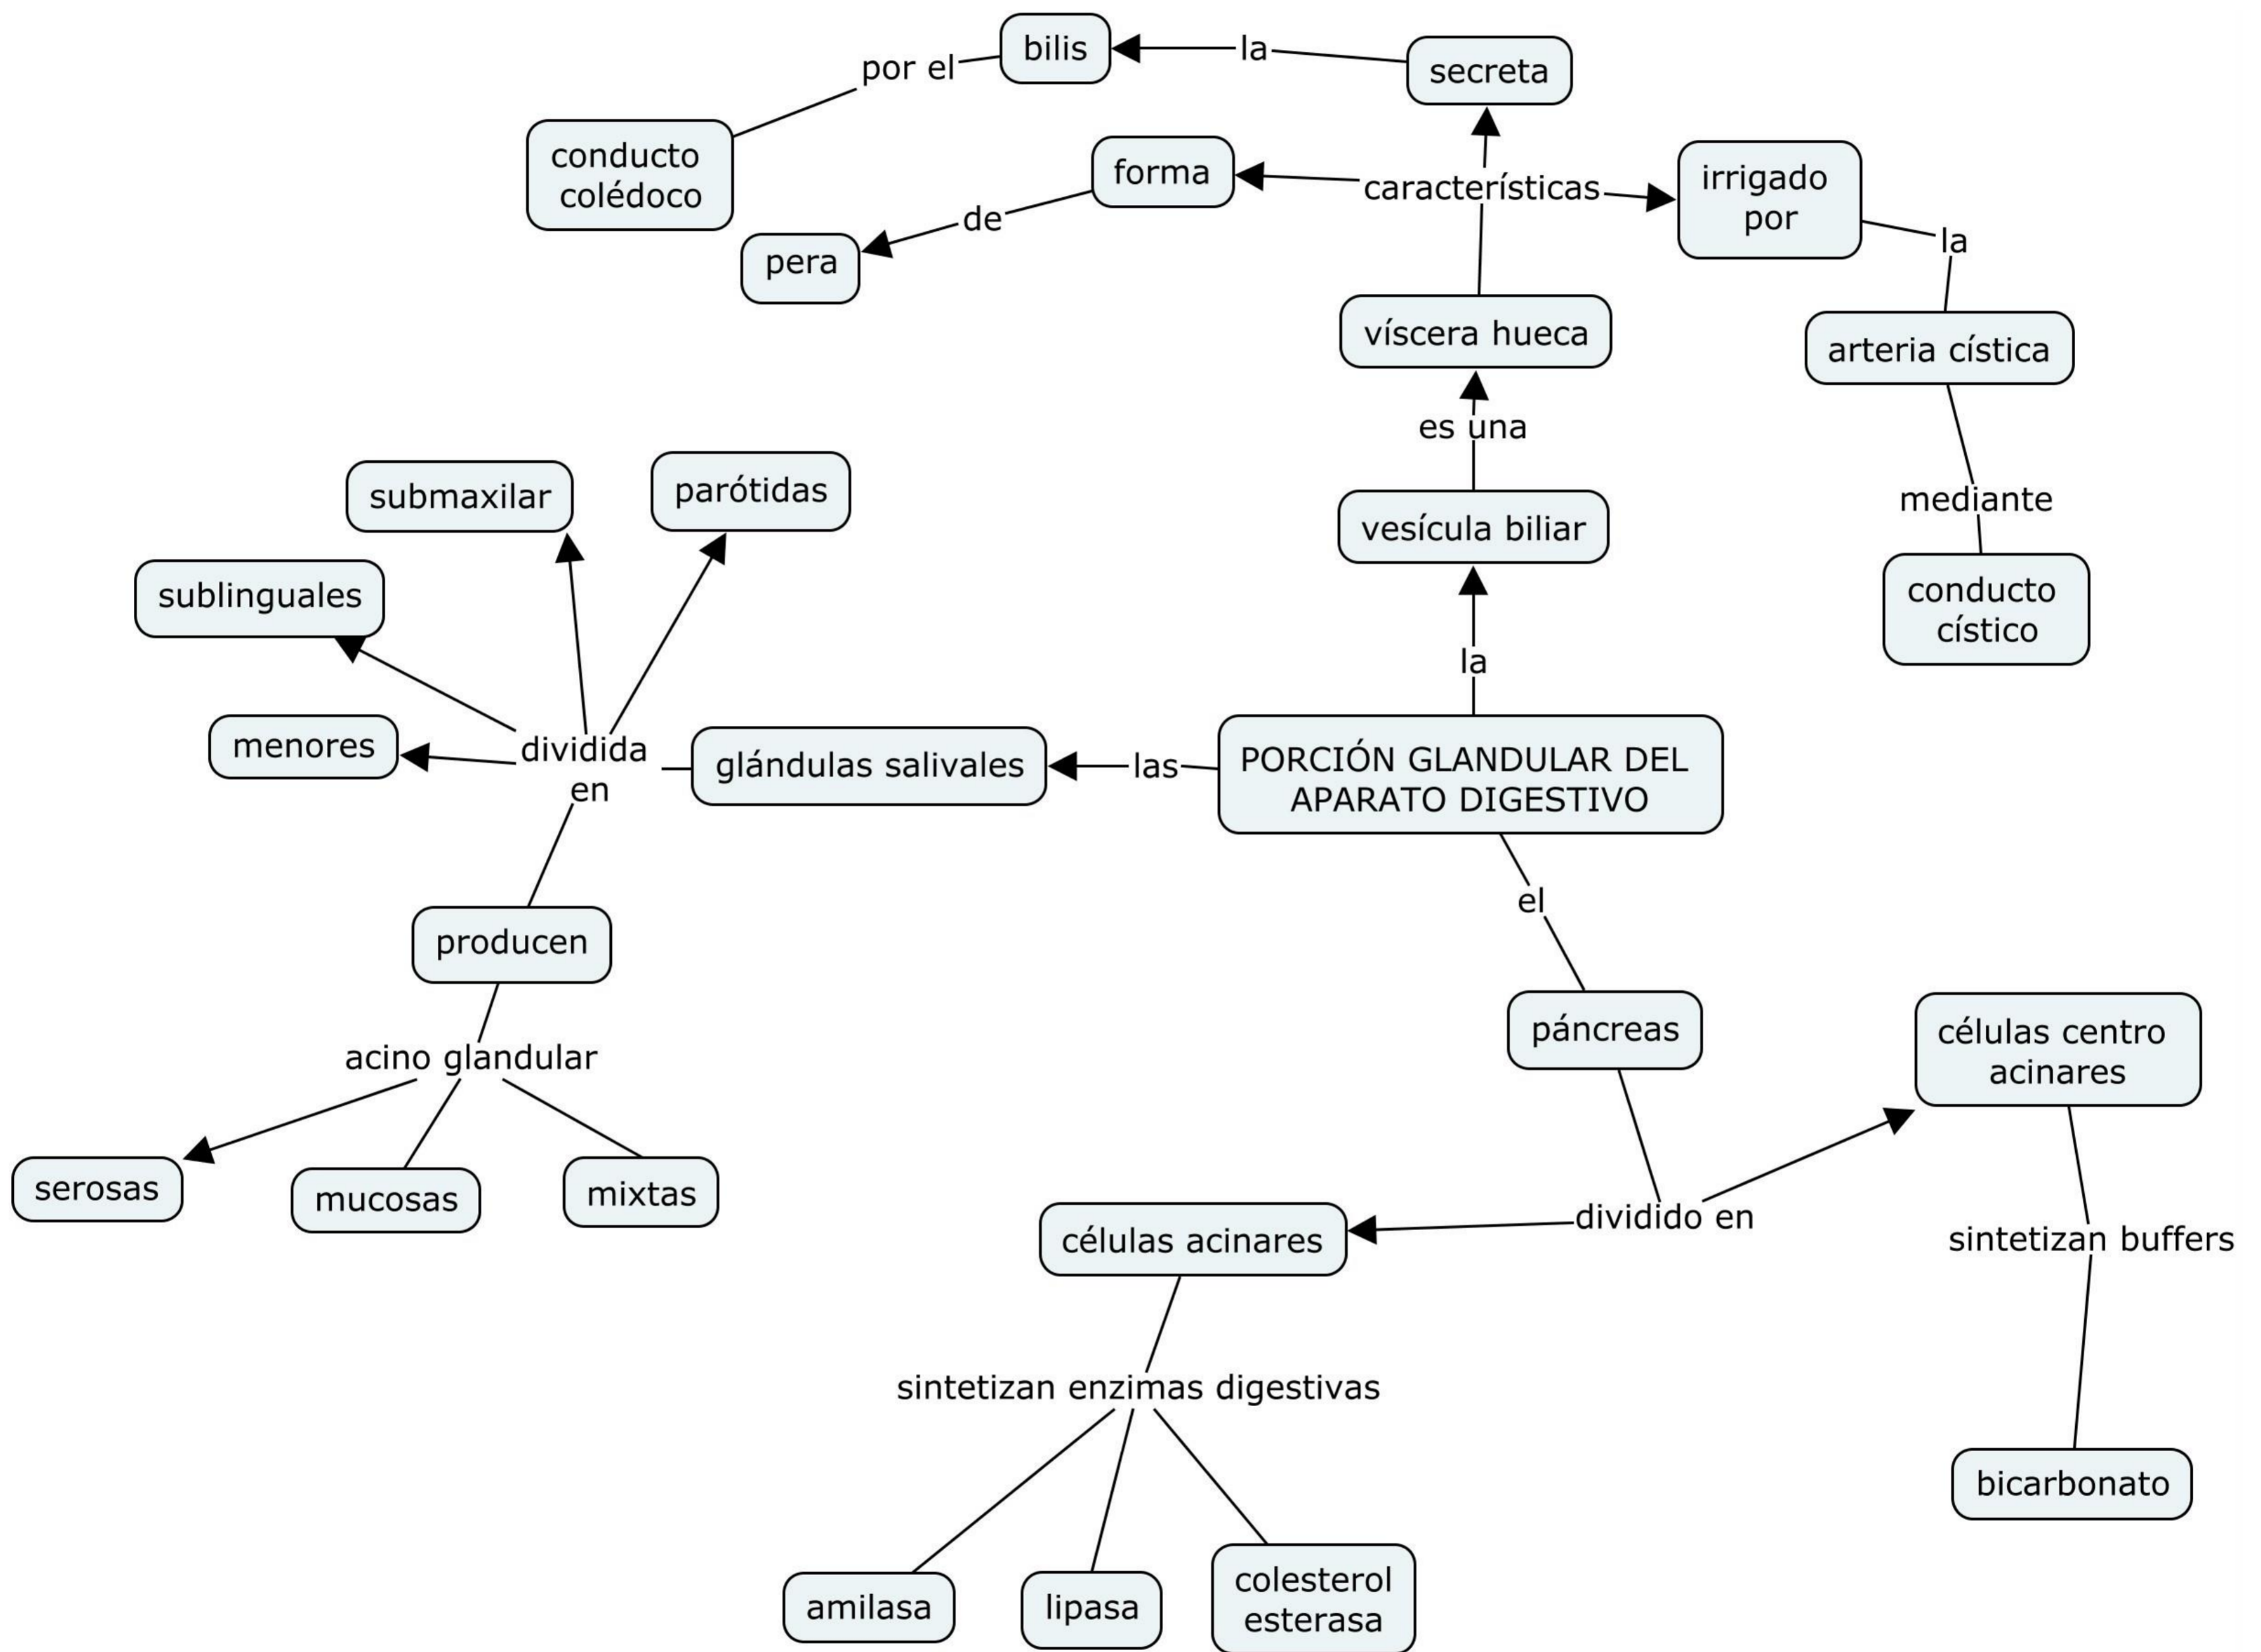 bilis
la
secreta
por el
conducto
colédoco
forma
características
irrigado
por
de
pera
la
víscera hueca
arteria cística
es una
mediante
vesícula biliar
conducto
cístico
submaxilar
parótidas
sublinguales
la
menores
dividida
en
glándulas salivales
las
PORCIÓN GLANDULAR DEL
APARATO DIGESTIVO
el
producen
páncreas
células centro
acinares
acino glandular
serosas
mucosas
mixtas
células acinares
dividido en
sintetizan buffers
sintetizan enzimas digestivas
bicarbonato
amilasa
lipasa
colesterol
esterasa